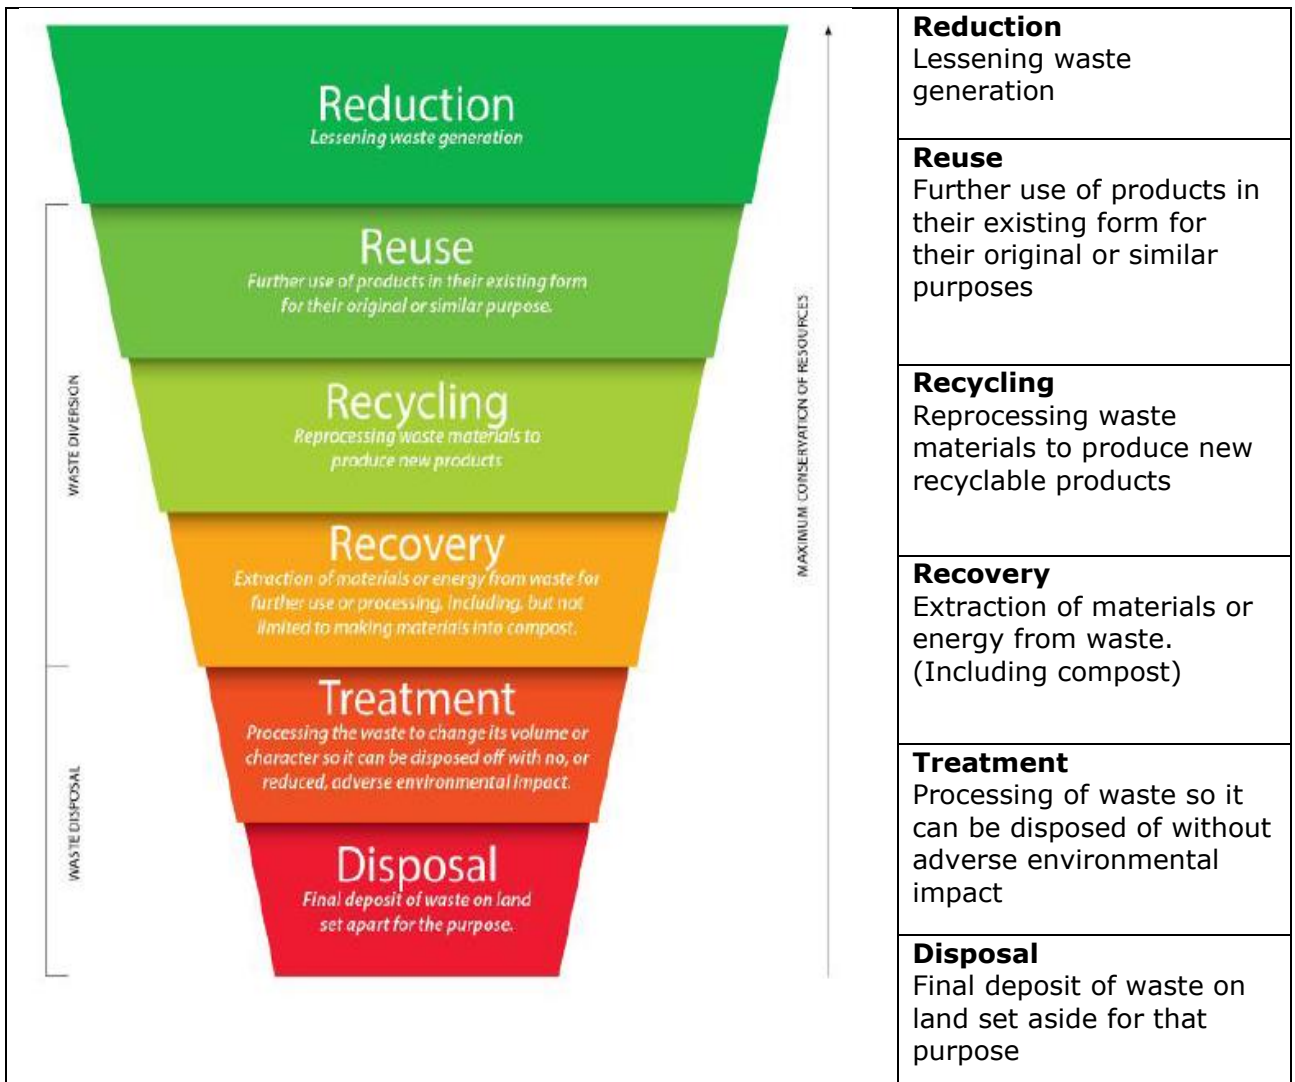 Reduction
Lessening waste generation
Reuse
Further use of products in their existing form
for their original or similar purpose.
Recycling
Reprocessing waste materials to
produce new products
Recovery
Extraction of materials or energy from waste for
further use or processing, including, but not
limited to making materials into compost.
Treatment
Processing the waste to change its volume or
character so it can be disposed off with no, or
reduced, adverse environmental impact.
Disposal
Final deposit of waste on land
set apart for the purpose.
WASTE DIVERSION
WASTE DISPOSAL
MAXIMUM CONSERVATION OF RESOURCES
Reduction
Lessening waste
generation
Reuse
Further use of products in
their existing form for
their original or similar
purposes
Recycling
Reprocessing waste
materials to produce new
recyclable products
Recovery
Extraction of materials or
energy from waste.
(Including compost)
Treatment
Processing of waste so it
can be disposed of without
adverse environmental
impact
Disposal
Final deposit of waste on
land set aside for that
purpose